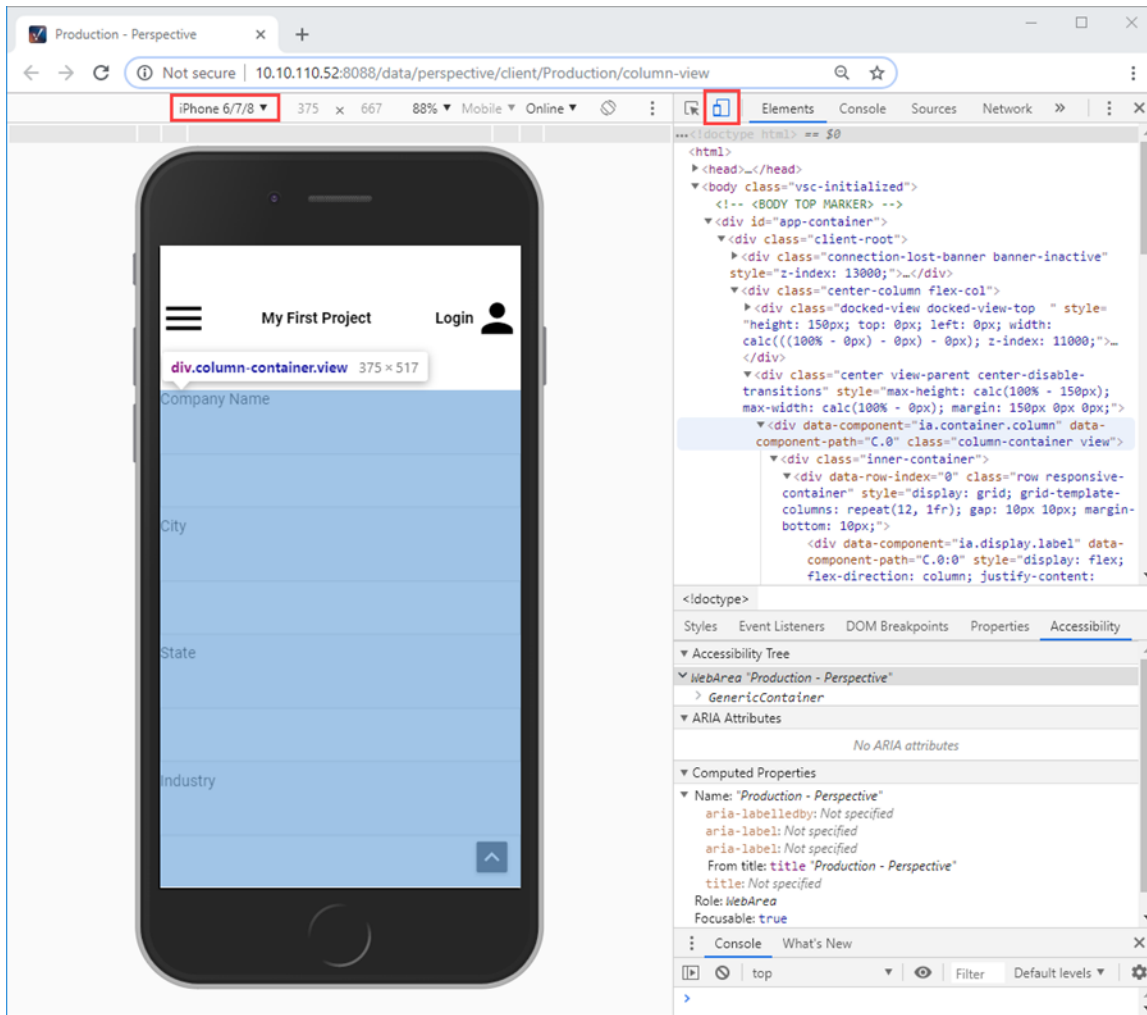 Production - Perspective
Not secure | 10.10.110.52:8088/data/perspective/client/Production/column-view
iPhone 6/7/8 ▼ 375 x 667 88% ▼ Mobile ▼ Online ▼
Elements Console Sources Network »
...<!doctype html> == $0
<html>
<head>…</head>
<body class="vsc-initialized">
<!-- <BODY TOP MARKER> -->
<div id="app-container">
<div class="client-root">
<div class="connection-lost-banner banner-inactive"
style="z-index: 13000;">…</div>
<div class="center-column flex-col">
<div class="docked-view docked-view-top  " style=
"height: 150px; top: 0px; left: 0px; width:
calc(((100% - 0px) - 0px) - 0px); z-index: 11000;">…
</div>
<div class="center view-parent center-disable-
transitions" style="max-height: calc(100% - 150px);
max-width: calc(100% - 0px); margin: 150px 0px 0px;">
<div data-component="ia.container.column" data-
component-path="C.0" class="column-container view">
<div class="inner-container">
<div data-row-index="0" class="row responsive-
container" style="display: grid; grid-template-
columns: repeat(12, 1fr); gap: 10px 10px; margin-
bottom: 10px;">
<div data-component="ia.display.label" data-
component-path="C.0:0" style="display: flex;
flex-direction: column; justify-content:
My First Project Login
div.column-container.view 375 × 517
Company Name
City
State
Industry
<!doctype>
Styles Event Listeners DOM Breakpoints Properties Accessibility
Accessibility Tree
WebArea "Production - Perspective"
GenericContainer
ARIA Attributes
No ARIA attributes
Computed Properties
Name: "Production - Perspective"
aria-labelledby: Not specified
aria-label: Not specified
aria-label: Not specified
From title: title "Production - Perspective"
title: Not specified
Role: WebArea
Focusable: true
Console What's New
top Filter Default levels ▼